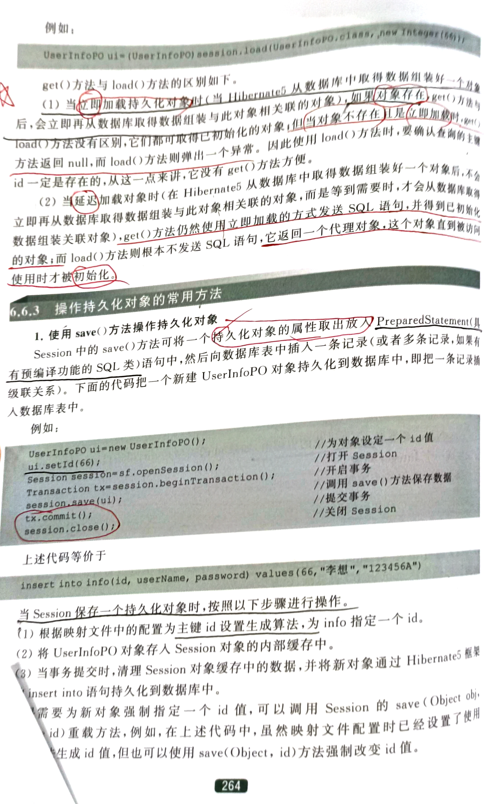 例如:
UserInfoPO ui=(UserInfoPO)session.load(UserInfoPO.class, new Integer(66));
get()方法与load()方法的区别如下。
(1) 当立即加载持久化对象时(当 Hibernate5 从数据库中取得数据组装好一个对象
后,会立即再从数据库取得数据组装与此对象相关联的对象),如果对象存在,get()方法与
load()方法没有区别,它们都可取得已初始化的对象;但当对象不存在且是立即加载时,get()
方法返回 null,而 load()方法则弹出一个异常。因此使用 load()方法时,要确认查询的主键
id 一定是存在的,从这一点来讲,它没有 get()方法方便。
(2) 当延迟加载对象时(在 Hibernate5 从数据库中取得数据组装好一个对象后,不会
立即再从数据库取得数据组装与此对象相关联的对象,而是等到需要时,才会从数据库取得
数据组装关联对象),get()方法仍然使用立即加载的方式发送 SQL 语句,并得到已初始化
的对象;而 load()方法则根本不发送 SQL 语句,它返回一个代理对象,这个对象直到被访问
使用时才被初始化。
6.6.3 操作持久化对象的常用方法
1. 使用 save()方法操作持久化对象
Session 中的 save()方法可将一个持久化对象的属性取出放入 PreparedStatement(具
有预编译功能的 SQL 类)语句中,然后向数据库表中插入一条记录(或者多条记录,如果有
级联关系)。下面的代码把一个新建 UserInfoPO 对象持久化到数据库中,即把一条记录插
入数据库表中。
例如:
UserInfoPO ui=new UserInfoPO();
ui.setId(66); //为对象设定一个 id 值
Session session=sf.openSession(); //打开 Session
Transaction tx=session.beginTransaction(); //开启事务
session.save(ui); //调用 save()方法保存数据
tx.commit(); //提交事务
session.close(); //关闭 Session
上述代码等价于
insert into info(id, userName, password) values(66,"李想","123456A")
当 Session 保存一个持久化对象时,按照以下步骤进行操作。
(1) 根据映射文件中的配置为主键 id 设置生成算法,为 info 指定一个 id。
(2) 将 UserInfoPO 对象存入 Session 对象的内部缓存中。
(3) 当事务提交时,清理 Session 对象缓存中的数据,并将新对象通过 Hibernate5 框架
insert into 语句持久化到数据库中。
需要为新对象强制指定一个 id 值,可以调用 Session 的 save(Object obj,
id)重载方法,例如,在上述代码中,虽然映射文件配置时已经设置了使用
生成 id 值,但也可以使用 save(Object, id)方法强制改变 id 值。
264